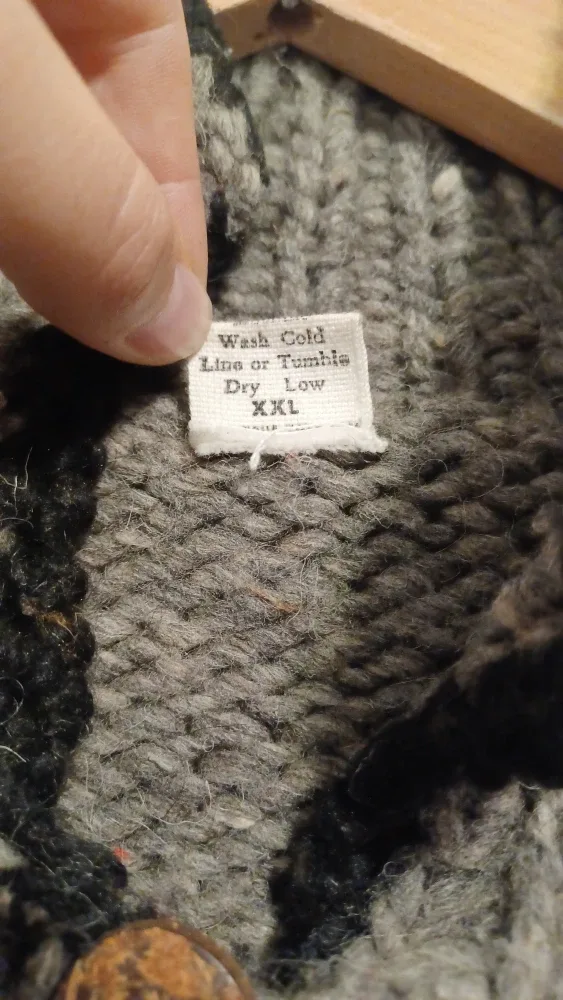 Wash Cold
Line or Tumble
Dry Low
XXL